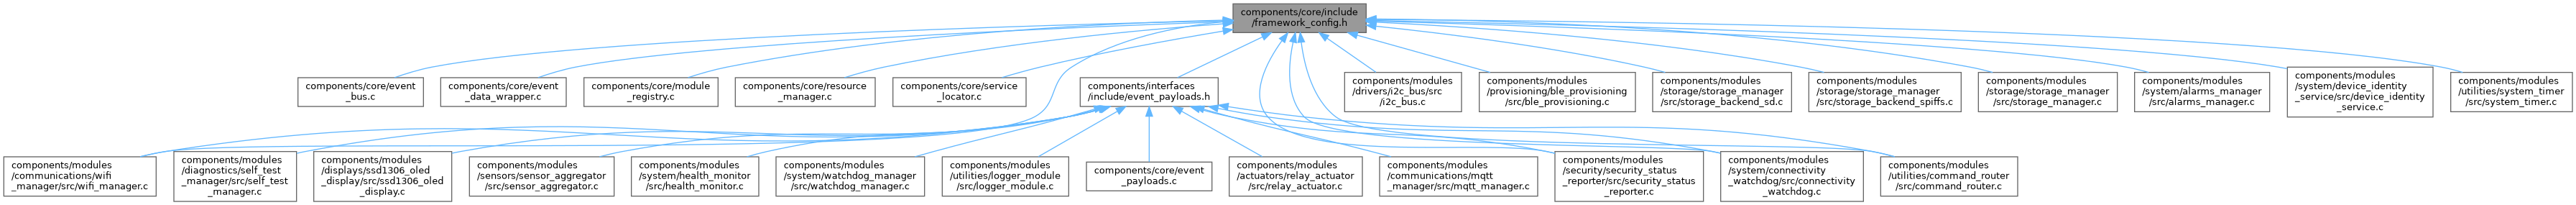 components/core/include
/framework_config.h
components/core/event
_bus.c
components/core/event
_data_wrapper.c
components/core/module
_registry.c
components/core/resource
_manager.c
components/core/service
_locator.c
components/interfaces
/include/event_payloads.h
components/modules
/drivers/i2c_bus/src
/i2c_bus.c
components/modules
/provisioning/ble_provisioning
/src/ble_provisioning.c
components/modules
/storage/storage_manager
/src/storage_backend_sd.c
components/modules
/storage/storage_manager
/src/storage_backend_spiffs.c
components/modules
/storage/storage_manager
/src/storage_manager.c
components/modules
/system/alarms_manager
/src/alarms_manager.c
components/modules
/system/device_identity
_service/src/device_identity
_service.c
components/modules
/utilities/system_timer
/src/system_timer.c
components/modules
/communications/wifi
_manager/src/wifi_manager.c
components/modules
/diagnostics/self_test
_manager/src/self_test
_manager.c
components/modules
/displays/ssd1306_oled
_display/src/ssd1306_oled
_display.c
components/modules
/sensors/sensor_aggregator
/src/sensor_aggregator.c
components/modules
/system/health_monitor
/src/health_monitor.c
components/modules
/system/watchdog_manager
/src/watchdog_manager.c
components/modules
/utilities/logger_module
/src/logger_module.c
components/core/event
_payloads.c
components/modules
/actuators/relay_actuator
/src/relay_actuator.c
components/modules
/communications/mqtt
_manager/src/mqtt_manager.c
components/modules
/security/security_status
_reporter/src/security_status
_reporter.c
components/modules
/system/connectivity
_watchdog/src/connectivity
_watchdog.c
components/modules
/utilities/command_router
/src/command_router.c